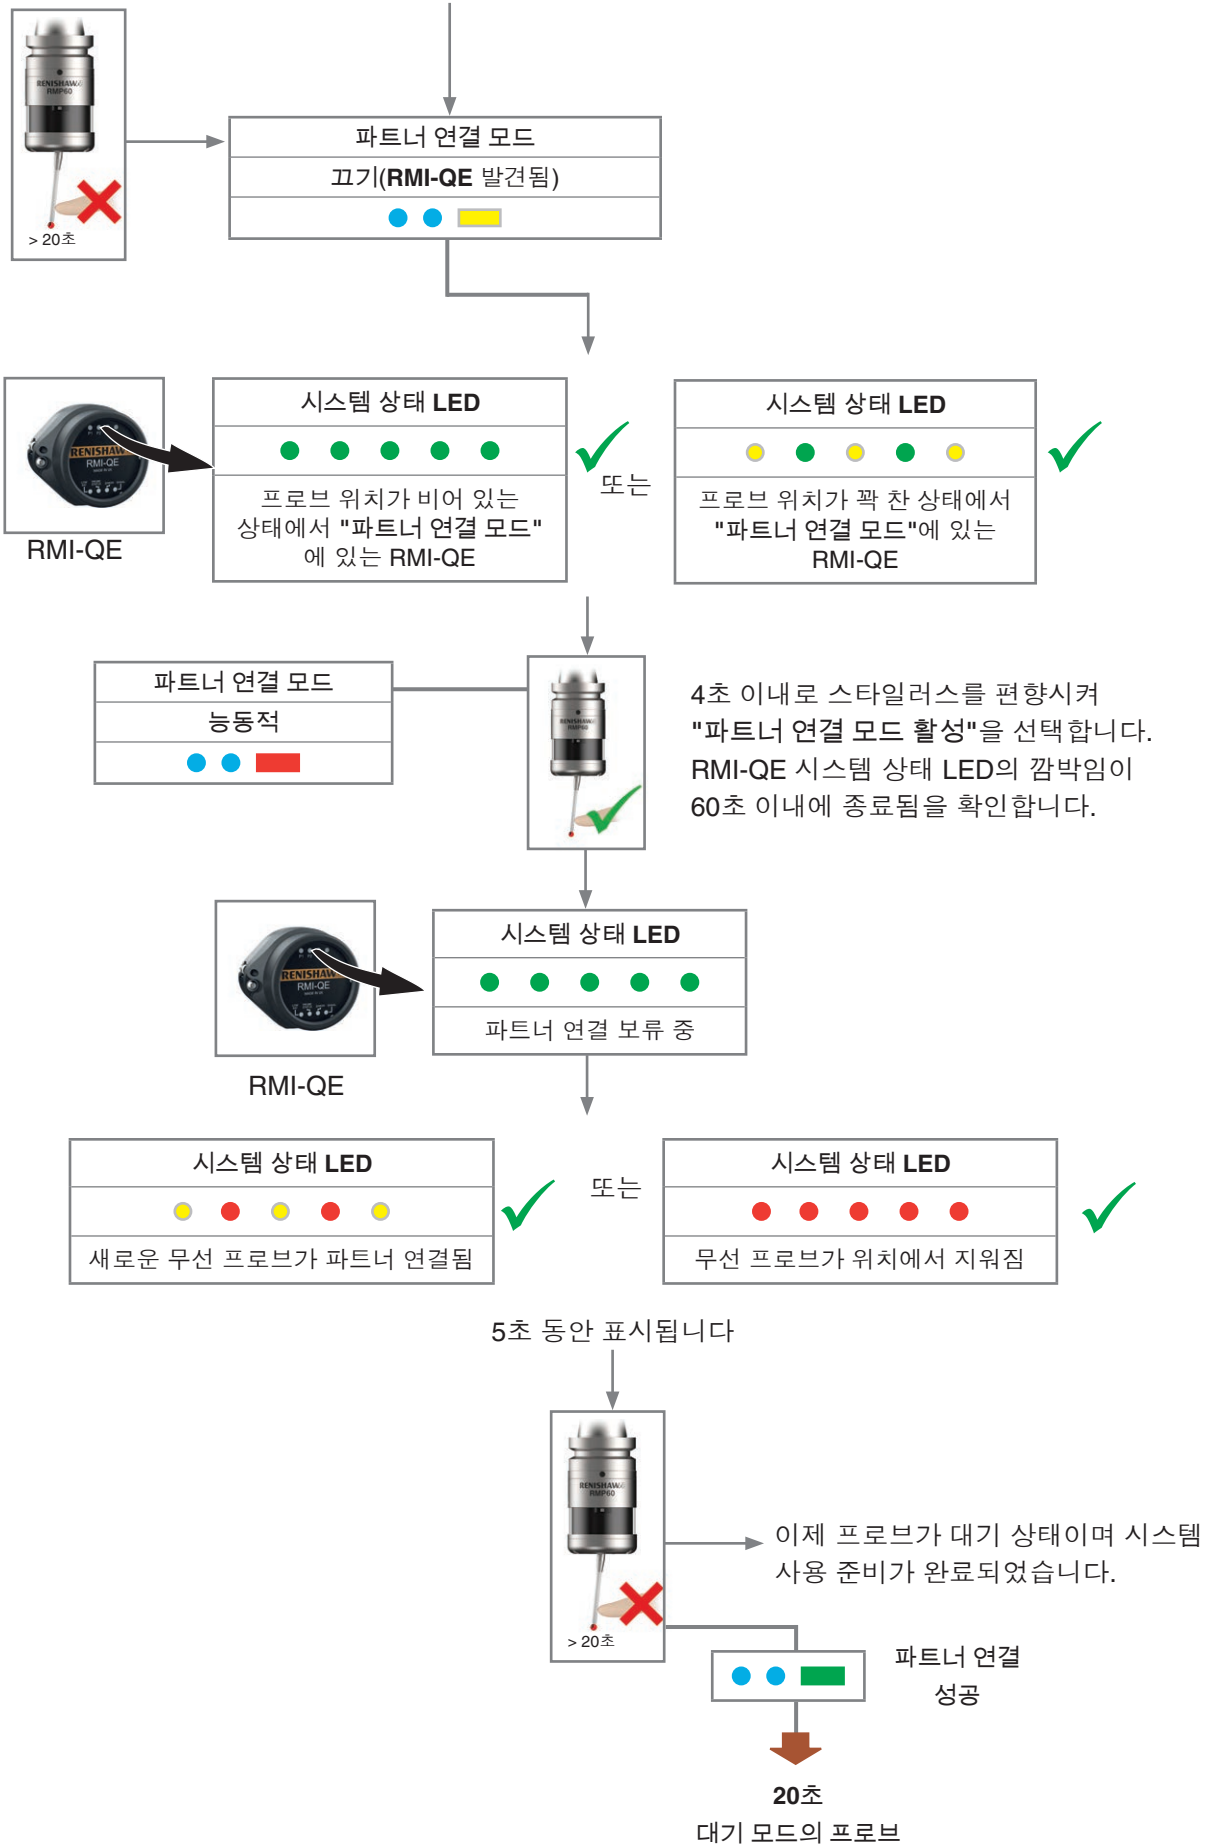 RENISHAW
RMP60
> 20초
파트너 연결 모드
끄기(RMI-QE 발견됨)
RENISHAW
RMI-QE
RMI-QE
시스템 상태 LED
프로브 위치가 비어 있는
상태에서 "파트너 연결 모드"
에 있는 RMI-QE
또는
시스템 상태 LED
프로브 위치가 꽉 찬 상태에서
"파트너 연결 모드"에 있는
RMI-QE
파트너 연결 모드
능동적
RENISHAW
RMP60
4초 이내로 스타일러스를 편향시켜
"파트너 연결 모드 활성"을 선택합니다.
RMI-QE 시스템 상태 LED의 깜박임이
60초 이내에 종료됨을 확인합니다.
RENISHAW
RMI-QE
RMI-QE
시스템 상태 LED
파트너 연결 보류 중
시스템 상태 LED
새로운 무선 프로브가 파트너 연결됨
또는
시스템 상태 LED
무선 프로브가 위치에서 지워짐
5초 동안 표시됩니다
RENISHAW
RMP60
> 20초
이제 프로브가 대기 상태이며 시스템
사용 준비가 완료되었습니다.
파트너 연결
성공
20초
대기 모드의 프로브